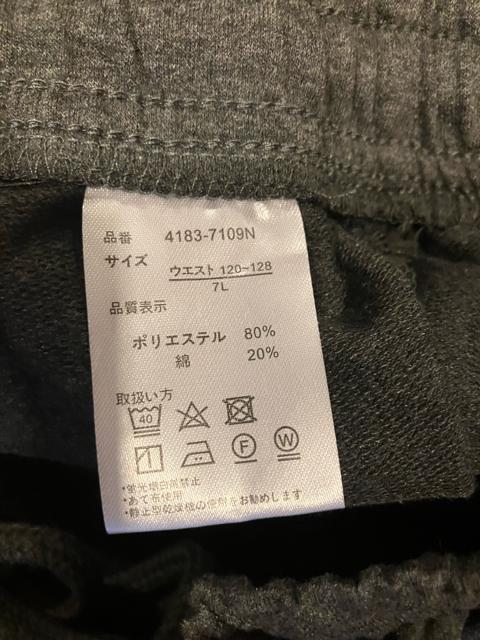 品番 4183-7109N
サイズ ウエスト 120~128
7L
品質表示
ポリエステル 80%
綿 20%
取扱い方
40
F W
*蛍光増白剤禁止
*あて布使用
*静止型乾燥機の使用をお勧めします